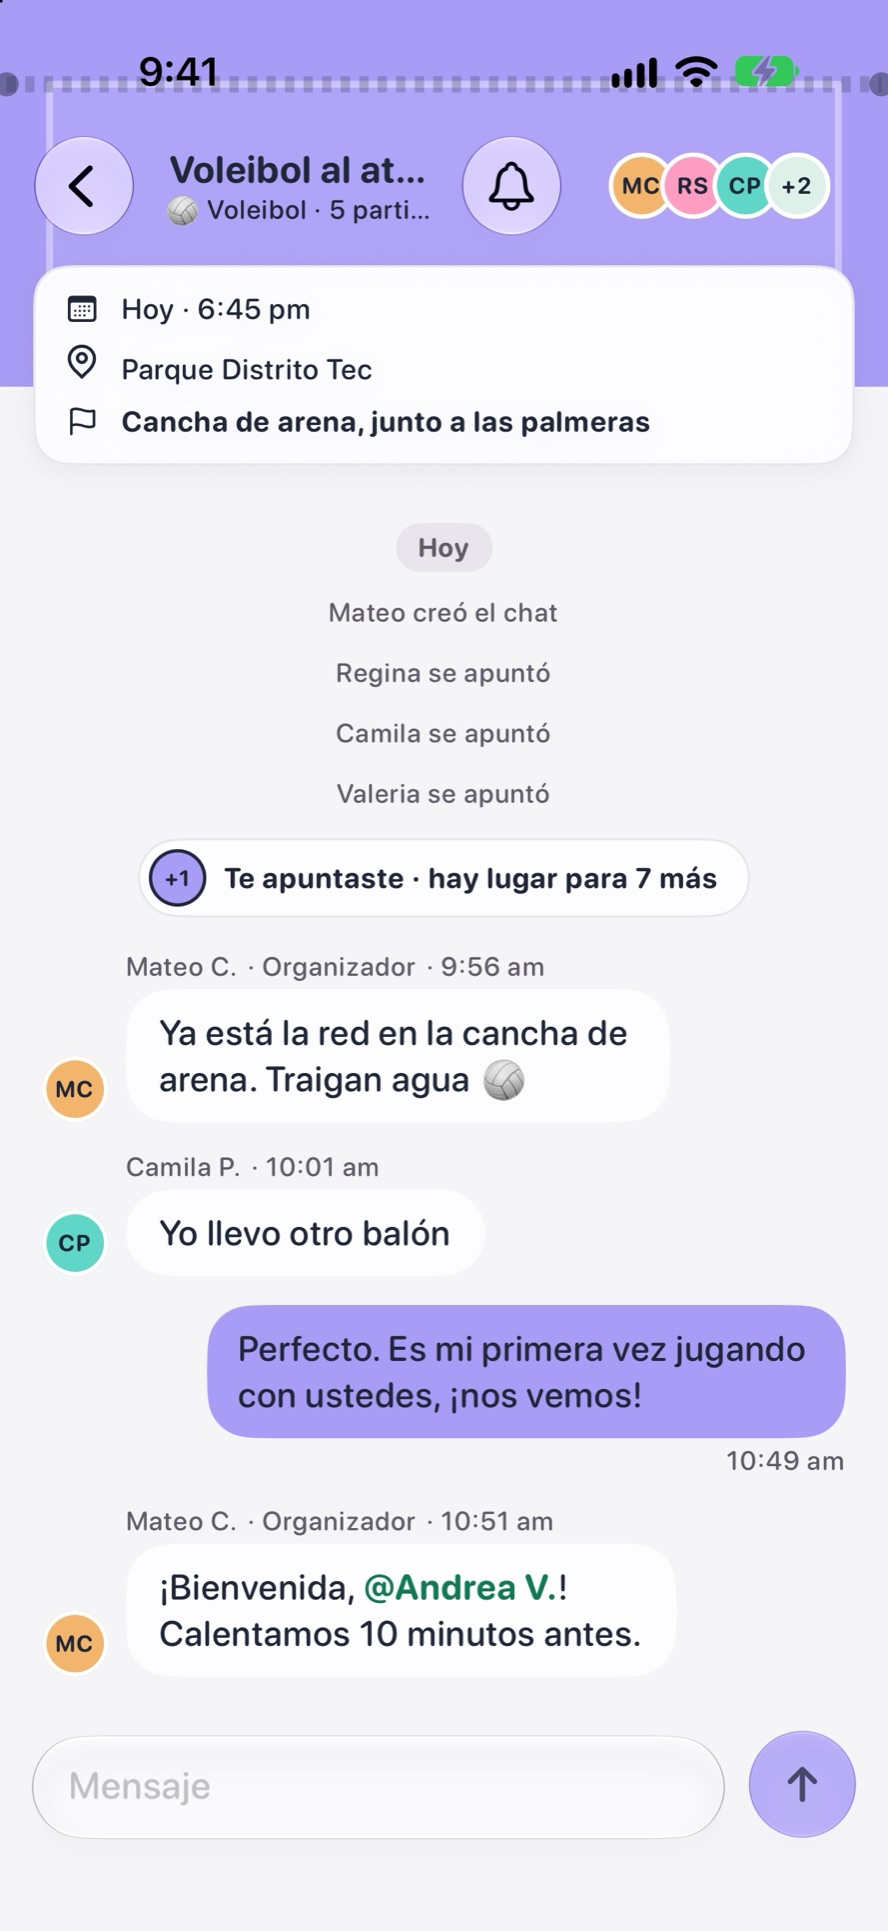 9:41
Voleibol al at...
Voleibol · 5 parti...
MC RS CP +2
Hoy · 6:45 pm
Parque Distrito Tec
Cancha de arena, junto a las palmeras
Hoy
Mateo creó el chat
Regina se apuntó
Camila se apuntó
Valeria se apuntó
+1 Te apuntaste · hay lugar para 7 más
Mateo C. · Organizador · 9:56 am
Ya está la red en la cancha de
arena. Traigan agua 🏐
MC
Camila P. · 10:01 am
Yo llevo otro balón
CP
Perfecto. Es mi primera vez jugando
con ustedes, ¡nos vemos!
10:49 am
Mateo C. · Organizador · 10:51 am
¡Bienvenida, @Andrea V.!
Calentamos 10 minutos antes.
MC
Mensaje